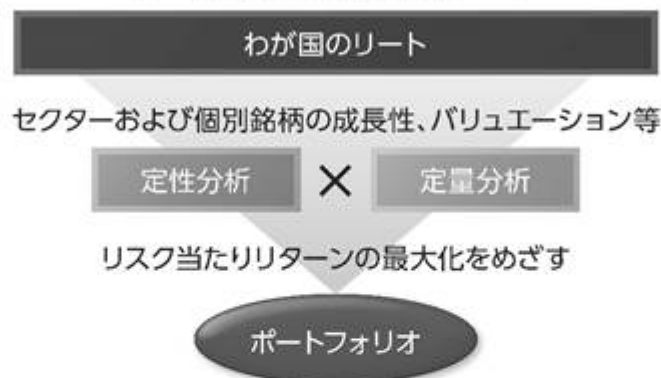 わが国のリート
セクターおよび個別銘柄の成長性、バリュエーション等
定性分析 × 定量分析
リスク当たりリターンの最大化をめざす
ポートフォリオ